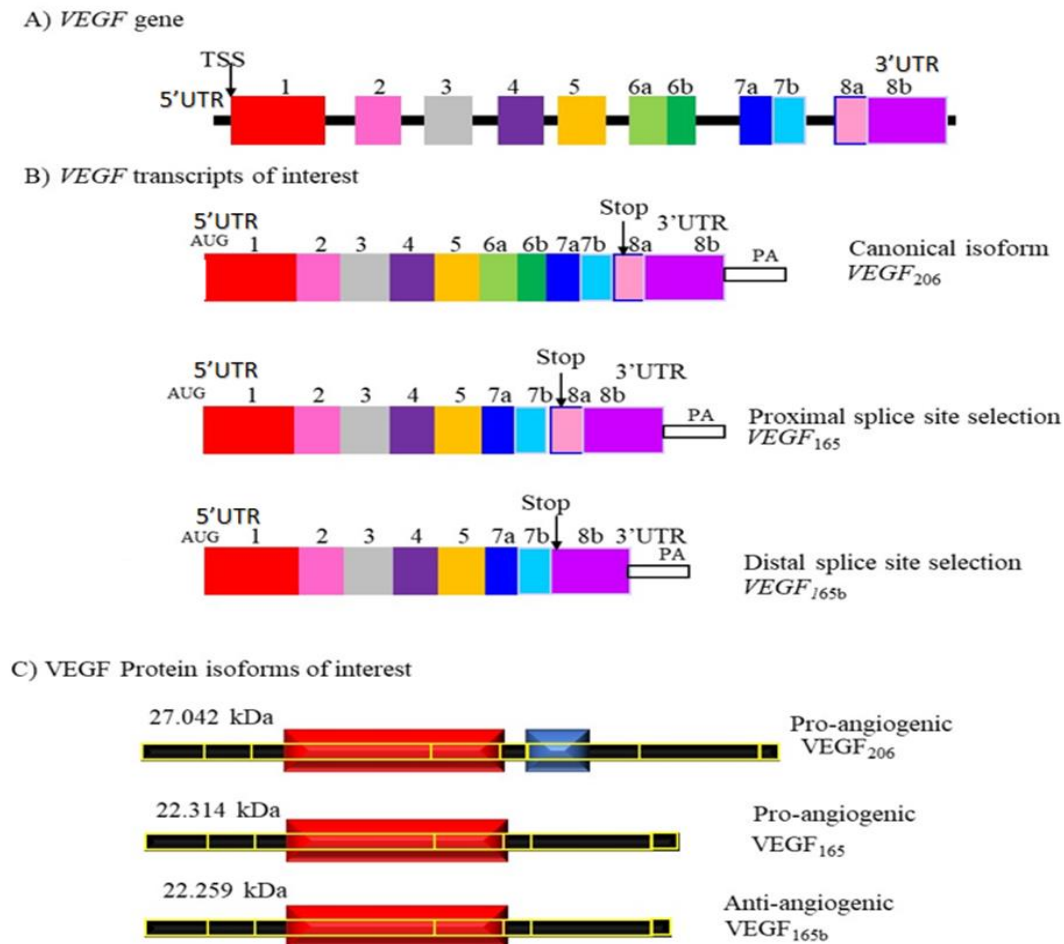 A) VEGF gene
TSS
3'UTR
5'UTR 1 2 3 4 5 6a 6b 7a 7b 8a 8b
B) VEGF transcripts of interest
Stop
5'UTR 3'UTR
AUG 1 2 3 4 5 6a 6b 7a 7b 8a 8b
PA
Canonical isoform
VEGF206
Stop
5'UTR 3'UTR
AUG 1 2 3 4 5 7a 7b 8a 8b
PA
Proximal splice site selection
VEGF165
Stop
5'UTR
AUG 1 2 3 4 5 7a 7b 8b 3'UTR
PA
Distal splice site selection
VEGF165b
C) VEGF Protein isoforms of interest
27.042 kDa
Pro-angiogenic
VEGF206
22.314 kDa
Pro-angiogenic
VEGF165
22.259 kDa
Anti-angiogenic
VEGF165b